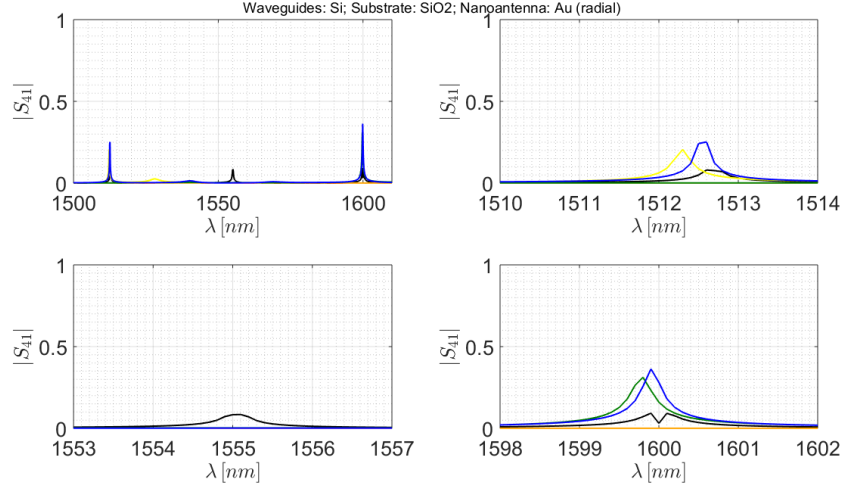 Waveguides: Si; Substrate: SiO2; Nanoantenna: Au (radial)
1
0.5
0
|S41|
1500 1550 1600
λ [nm]
1
0.5
0
|S41|
1510 1511 1512 1513 1514
λ [nm]
1
0.5
0
|S41|
1553 1554 1555 1556 1557
λ [nm]
1
0.5
0
|S41|
1598 1599 1600 1601 1602
λ [nm]